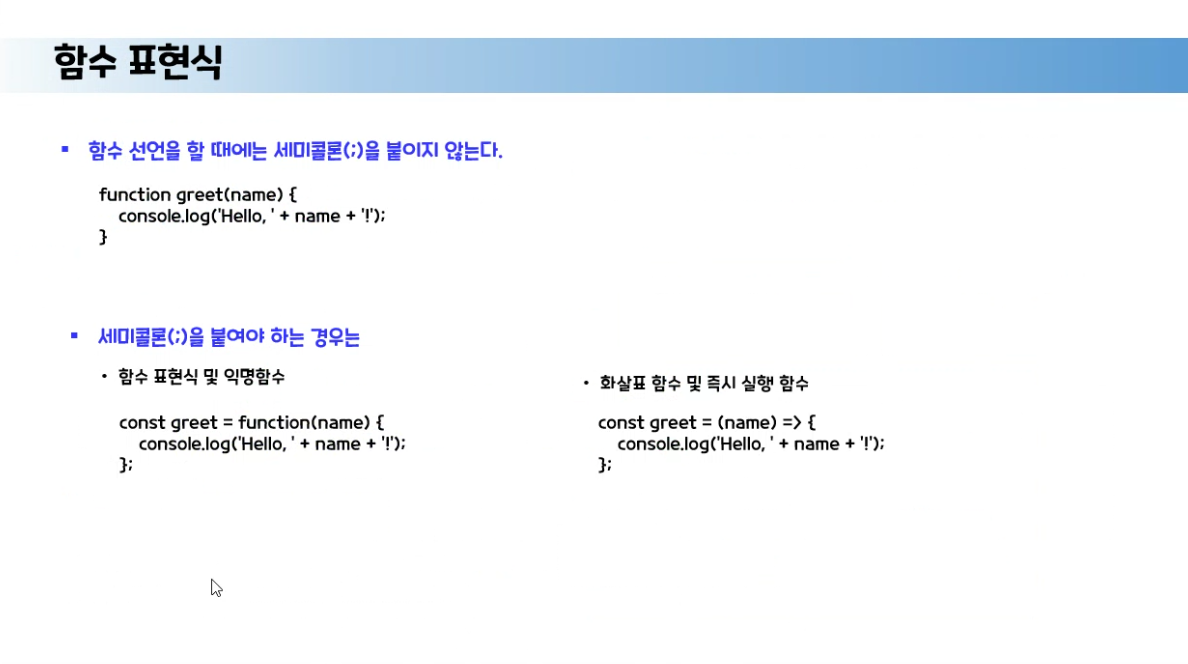 함수 표현식
▪ 함수 선언을 할 때에는 세미콜론(;)을 붙이지 않는다.
function greet(name) {
console.log('Hello, ' + name + '!');
}
▪ 세미콜론(;)을 붙여야 하는 경우는
• 함수 표현식 및 익명함수
const greet = function(name) {
console.log('Hello, ' + name + '!');
};
• 화살표 함수 및 즉시 실행 함수
const greet = (name) => {
console.log('Hello, ' + name + '!');
};